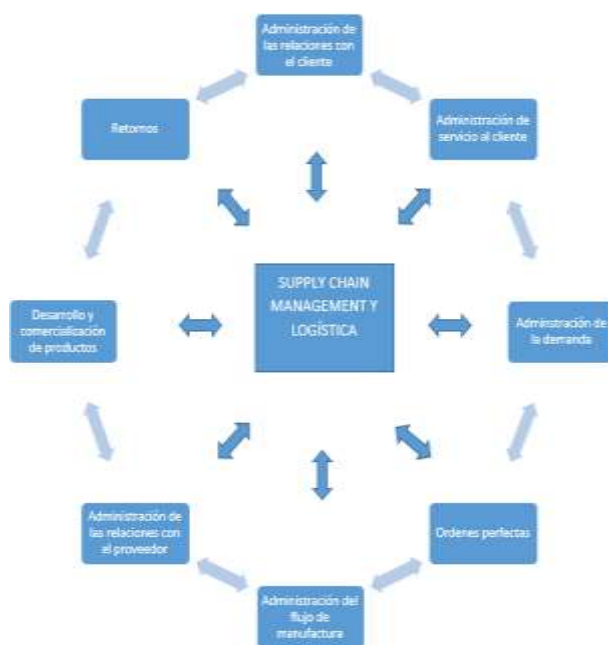 Administración de
las relaciones con
el cliente
Retornos
Administración de
servicio al cliente
SUPPLY CHAIN
MANAGEMENT Y
LOGÍSTICA
Desarrollo y
comercialización
de productos
Adminstración de
la demanda
Administración de
las relaciones con
el proveedor
Ordenes perfectas
Administración del
flujo de
manufactura